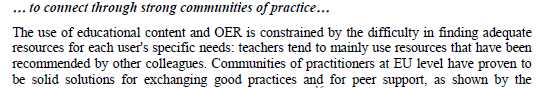 ... to connect through strong communities of practice...
The use of educational content and OER is constrained by the difficulty in finding adequate
resources for each user's specific needs: teachers tend to mainly use resources that have been
recommended by other colleagues. Communities of practitioners at EU level have proven to
be solid solutions for exchanging good practices and for peer support, as shown by the